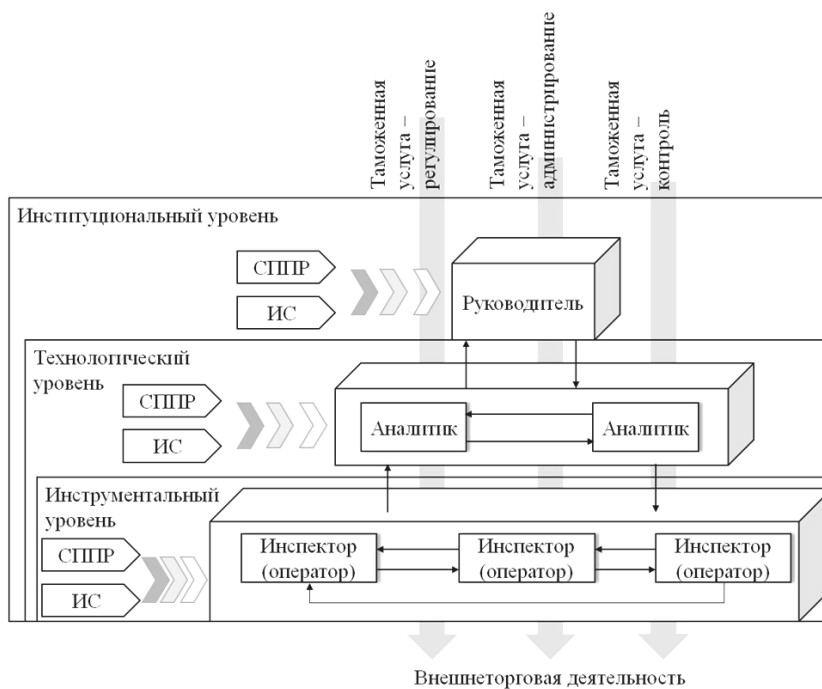 Таможенная
услуга –
регулирование
Таможенная
услуга –
администрирование
Таможенная
услуга –
контроль
Институциональный уровень
СППР
ИС
Руководитель
Технологический
уровень
СППР
ИС
Аналитик
Аналитик
Инструментальный
уровень
СППР
ИС
Инспектор
(оператор)
Инспектор
(оператор)
Инспектор
(оператор)
Внешнеторговая деятельность